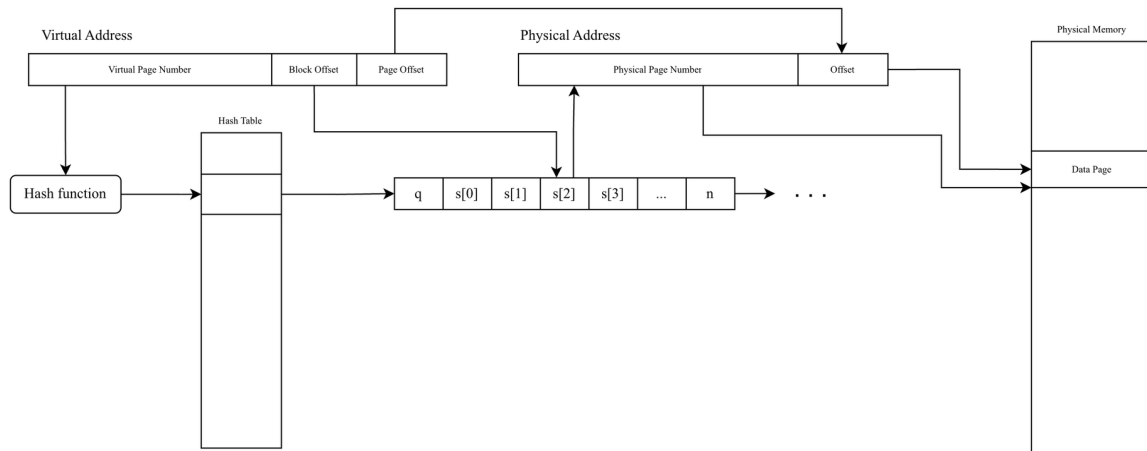 Physical Memory
Virtual Address
Physical Address
Virtual Page Number
Block Offset
Page Offset
Physical Page Number
Offset
Hash Table
Data Page
Hash function
q
s[0]
s[1]
s[2]
s[3]
...
n
. . .